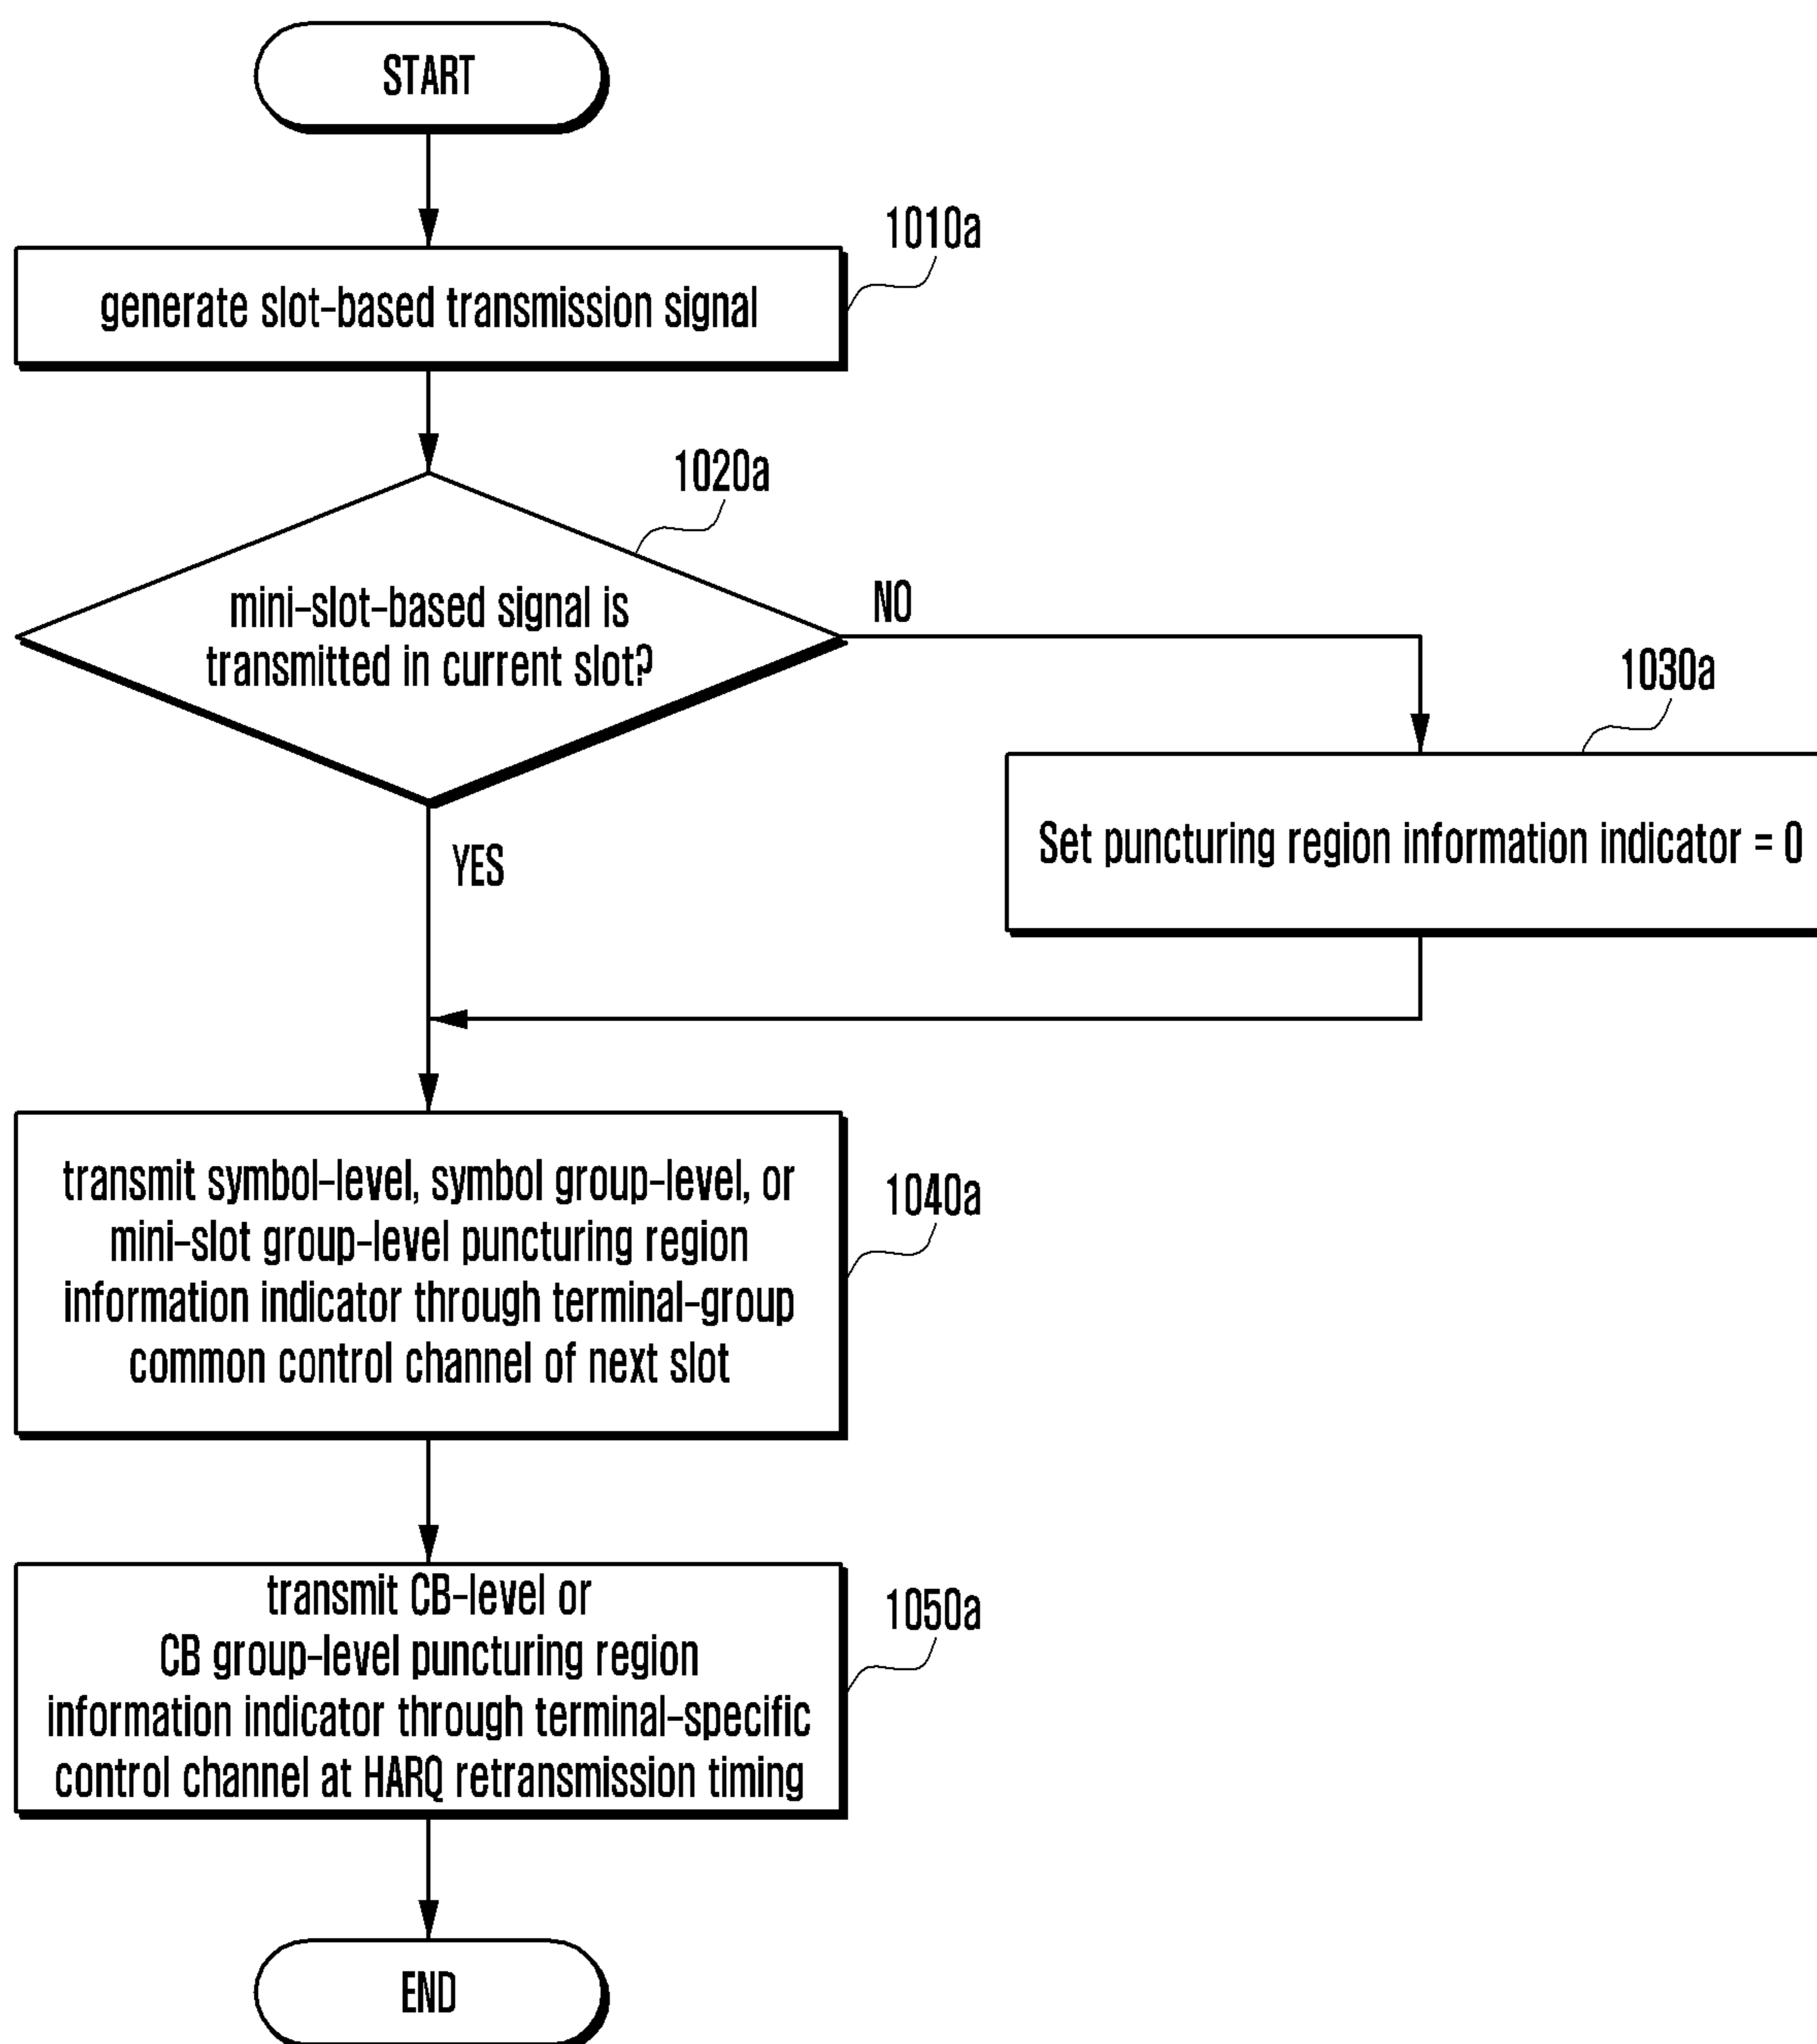 START
1010a
generate slot-based transmission signal
1020a
mini-slot-based signal is
transmitted in current slot?
NO
YES
1030a
Set puncturing region information indicator = 0
1040a
transmit symbol-level, symbol group-level, or
mini-slot group-level puncturing region
information indicator through terminal-group
common control channel of next slot
1050a
transmit CB-level or
CB group-level puncturing region
information indicator through terminal-specific
control channel at HARQ retransmission timing
END